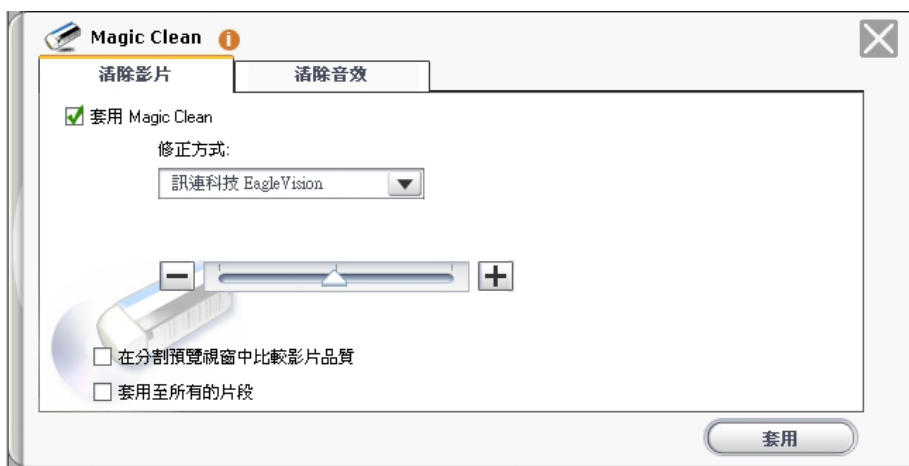 Magic Clean
清除影片 清除音效
套用 Magic Clean
修正方式:
訊連科技 EagleVision
在分割預覽視窗中比較影片品質
套用至所有的片段
套用